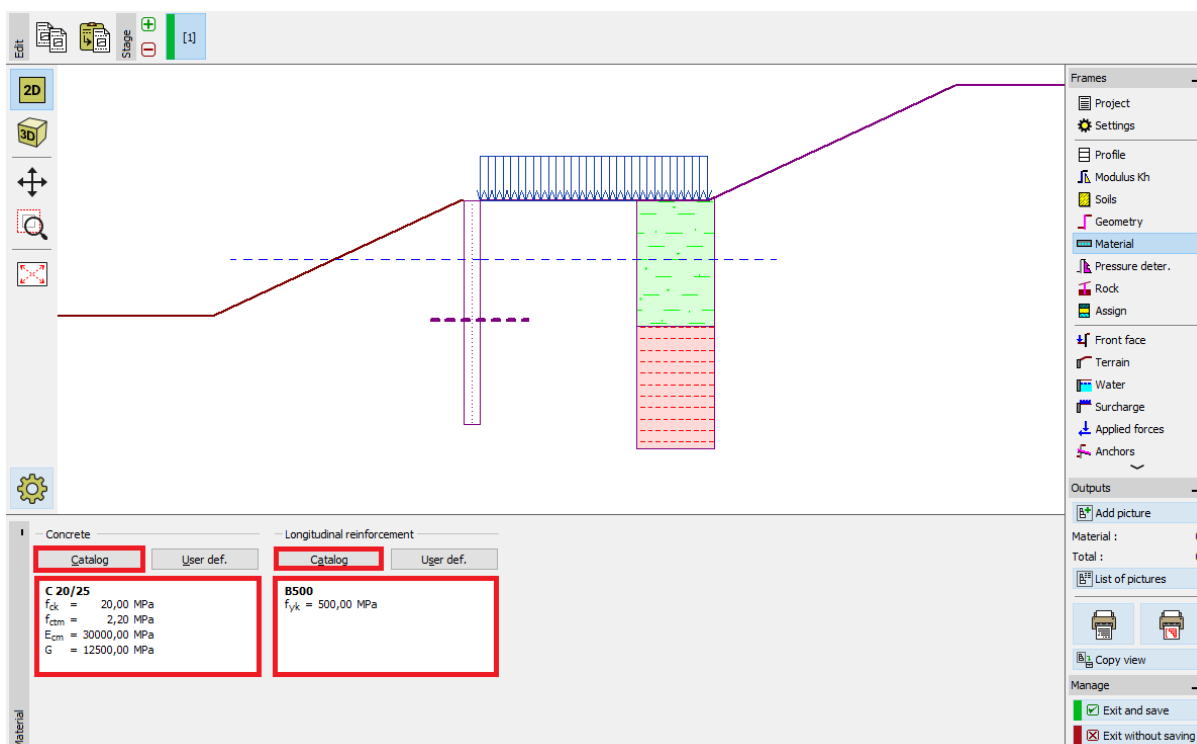 Edit
Stage
[1]
2D
3D
Frames
Project
Settings
Profile
Modulus Kh
Soils
Geometry
Material
Pressure deter.
Rock
Assign
Front face
Terrain
Water
Surcharge
Applied forces
Anchors
Outputs
Add picture
Material :
Total :
List of pictures
Copy view
Manage
Exit and save
Exit without saving
Material
Concrete
Catalog
User def.
C 20/25
fck = 20,00 MPa
fctm = 2,20 MPa
Ecm = 30000,00 MPa
G = 12500,00 MPa
Longitudinal reinforcement
Catalog
User def.
B500
fyk = 500,00 MPa